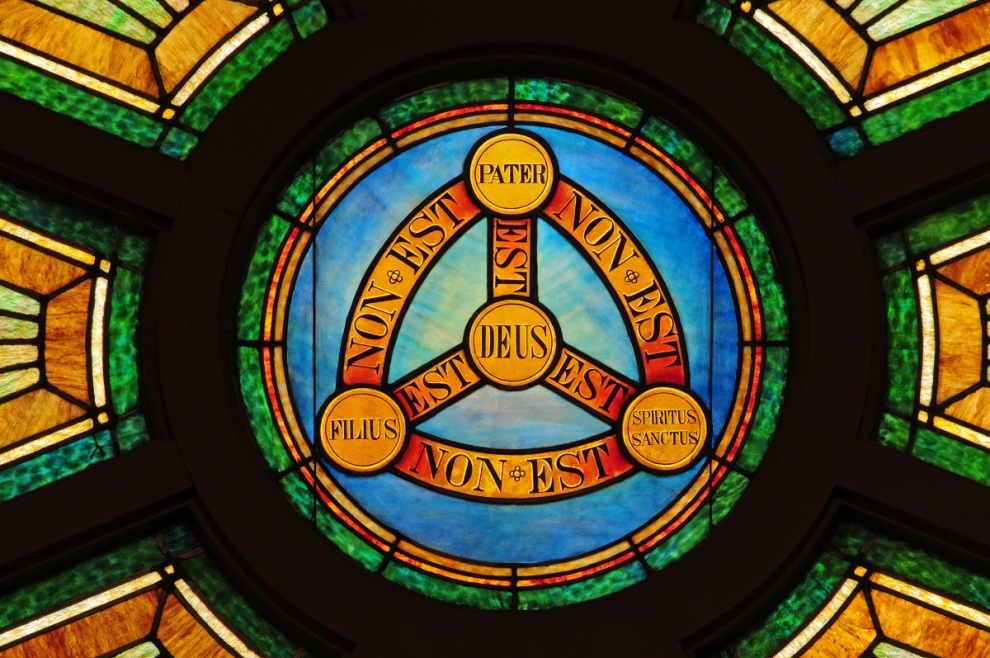 PATER
NON EST
NON EST
EST
DEUS
EST
EST
FILIUS
SPIRITUS
SANCTUS
NON EST